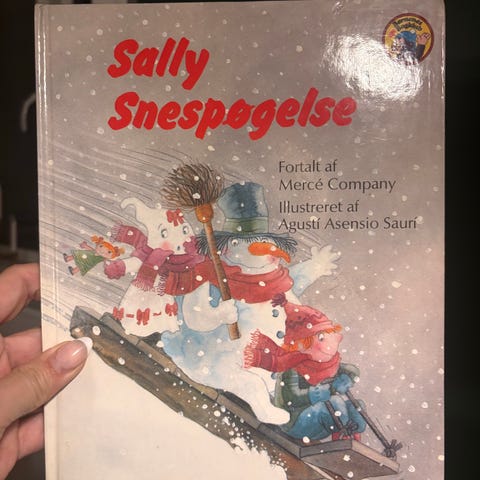 Sally
Snespøgelse
Fortalt af
Mercé Company
Illustreret af
Agustí Asensio Saurí